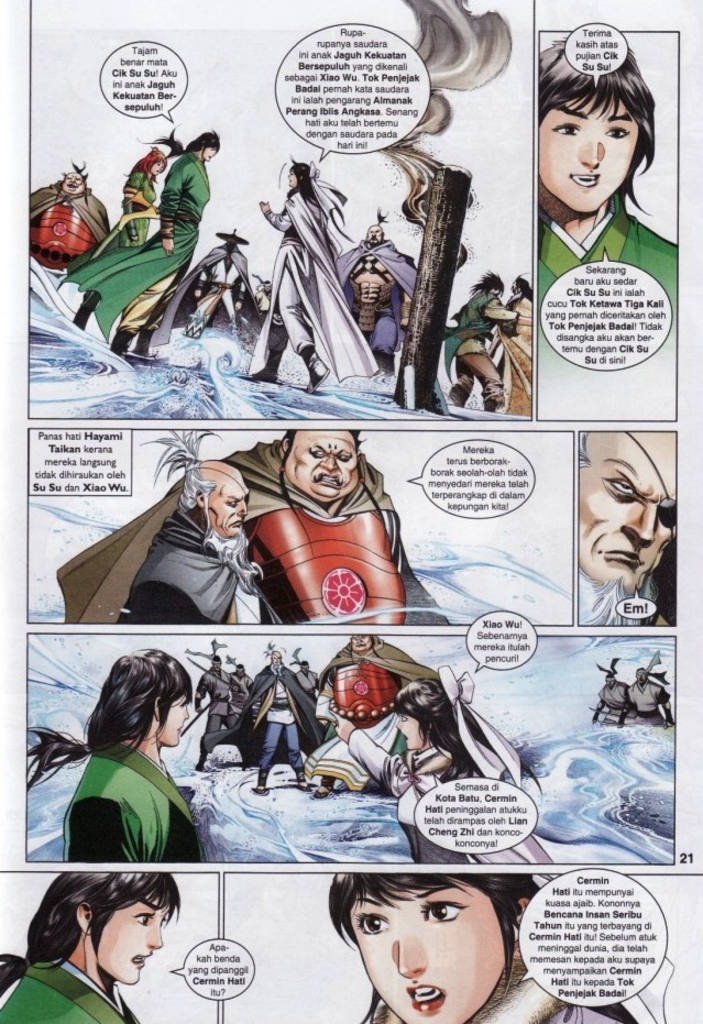 Tajam
benar mata
Cik Su Su! Aku
ini anak Jaguh
Kekuatan Ber-
sepuluh!
Rupa-
rupanya saudara
ini anak Jaguh Kekuatan
Bersepuluh yang dikenali
sebagai Xiao Wu. Tok Penjejak
Badai pernah kata saudara
ini ialah pengarang Almanak
Perang Iblis Angkasa. Senang
hati aku telah bertemu
dengan saudara pada
hari ini!
Terima
kasih atas
pujian Cik
Su Su!
Sekarang
baru aku sedar
Cik Su Su ini ialah
cucu Tok Ketawa Tiga Kali
yang pernah diceritakan oleh
Tok Penjejak Badai! Tidak
disangka aku akan ber-
temu dengan Cik Su
Su di sini!
Panas hati Hayami
Taikan kerana
mereka langsung
tidak dihiraukan oleh
Su Su dan Xiao Wu.
Mereka
terus berborak-
borak seolah-olah tidak
menyedari mereka telah
terperangkap di dalam
kepungan kita!
Em!
Xiao Wu!
Sebenarnya
mereka itulah
pencuri!
Semasa di
Kota Batu, Cermin
Hati peninggalan atukku
telah dirampas oleh Lian
Cheng Zhi dan konco-
konconya!
21
Apa-
kah benda
yang dipanggil
Cermin Hati
itu?
Cermin
Hati itu mempunyai
kuasa ajaib. Kononnya
Bencana Insan Seribu
Tahun itu yang terbayang di
Cermin Hati itu! Sebelum atuk
meninggal dunia, dia telah
memesan kepada aku supaya
menyampaikan Cermin
Hati itu kepada Tok
Penjejak Badai!